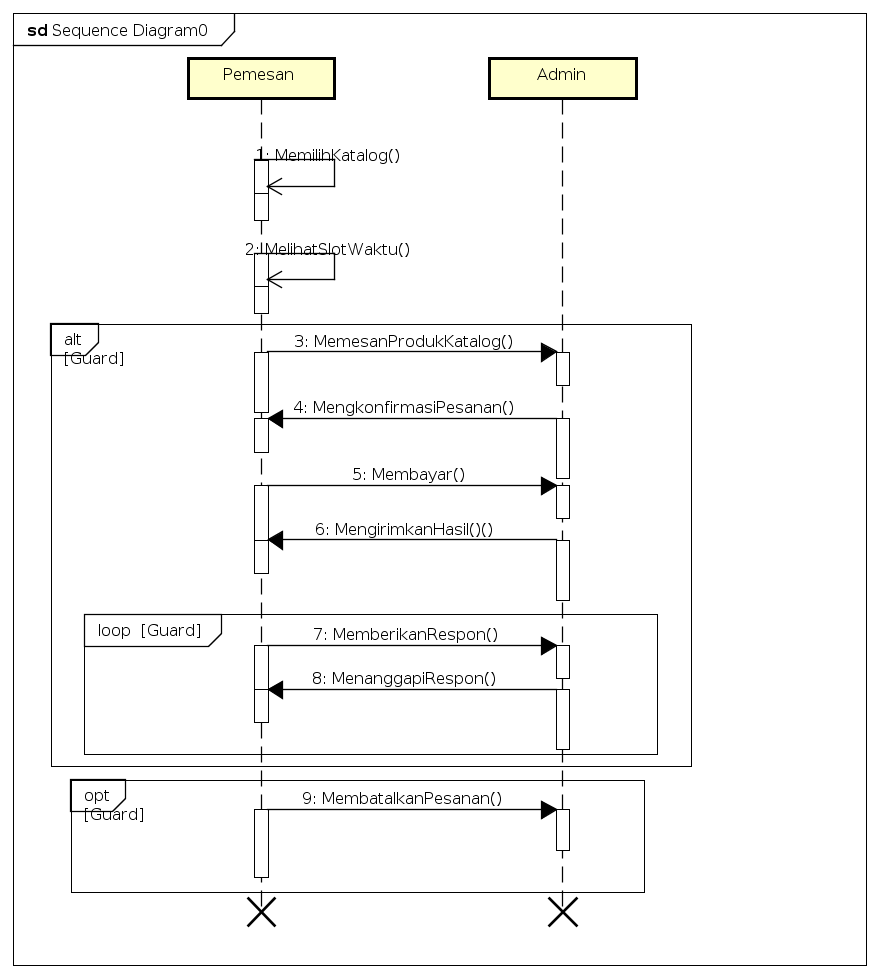 sd Sequence Diagram0
Pemesan
Admin
1: MemilihKatalog()
2: MelihatSlotWaktu()
alt
[Guard]
3: MemesanProdukKatalog()
4: MengkonfirmasiPesanan()
5: Membayar()
6: MengirimkanHasil()()
loop [Guard]
7: MemberikanRespon()
8: MenanggapiRespon()
opt
[Guard]
9: MembatalkanPesanan()